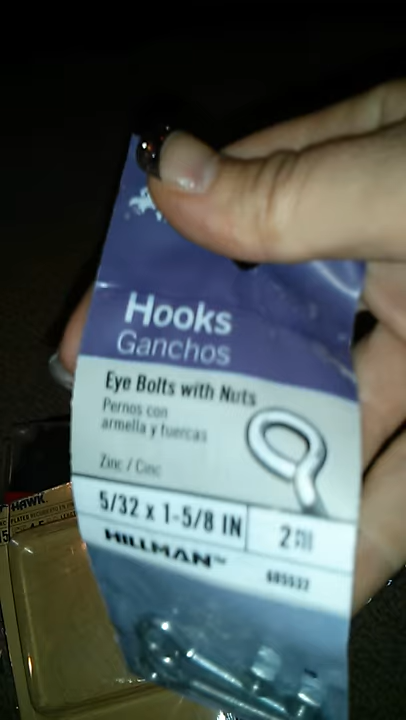 Hooks
Ganchos
Eye Bolts with Nuts
Pernos con
armella y tuercas
Zinc / Cinc
5/32 x 1-5/8 IN
2
HILLMAN™
HAWK